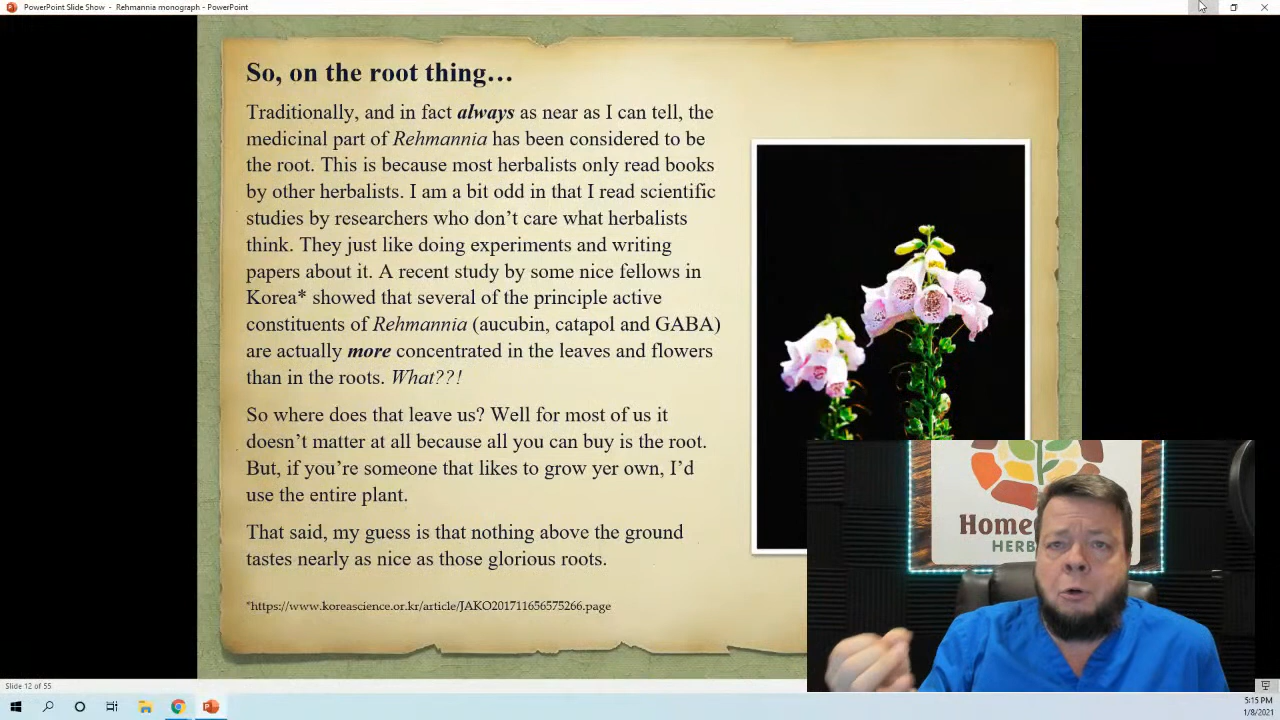 PowerPoint Slide Show - Rehmannia monograph - PowerPoint
So, on the root thing…
Traditionally, and in fact always as near as I can tell, the
medicinal part of Rehmannia has been considered to be
the root. This is because most herbalists only read books
by other herbalists. I am a bit odd in that I read scientific
studies by researchers who don’t care what herbalists
think. They just like doing experiments and writing
papers about it. A recent study by some nice fellows in
Korea* showed that several of the principle active
constituents of Rehmannia (aucubin, catapol and GABA)
are actually more concentrated in the leaves and flowers
than in the roots. What??!
So where does that leave us? Well for most of us it
doesn’t matter at all because all you can buy is the root.
But, if you’re someone that likes to grow yer own, I’d
use the entire plant.
That said, my guess is that nothing above the ground
tastes nearly as nice as those glorious roots.
*https://www.koreascience.or.kr/article/JAKO201711656575266.page
Home
HERB
Slide 12 of 55
5:15 PM
1/8/2021